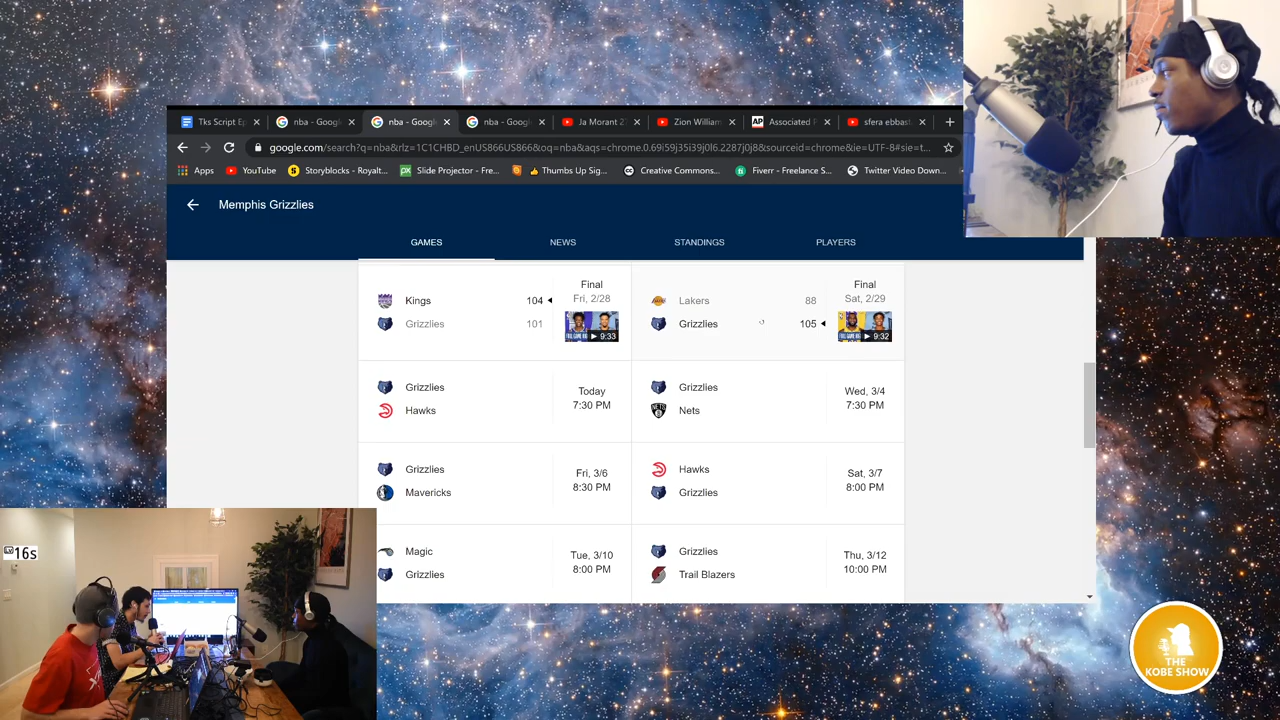 Tks Script Ep
nba - Googl
nba - Googl
nba - Googl
Ja Morant 2
Zion William
AP Associated P
sfera ebbast
google.com/search?q=nba&rlz=1C1CHBD_enUS866US866&oq=nba&aqs=chrome.0.69i59j35i39j0l6.2287j0j8&sourceid=chrome&ie=UTF-8#sie=t...
Apps YouTube Storyblocks - Royalt... Slide Projector - Fre... Thumbs Up Sig... Creative Commons... Fiverr - Freelance S... Twitter Video Down...
Memphis Grizzlies
GAMES NEWS STANDINGS PLAYERS
Kings 104
Grizzlies 101
Final
Fri, 2/28
9:33
Lakers 88
Grizzlies 105
Final
Sat, 2/29
9:32
Grizzlies
Hawks
Today
7:30 PM
Grizzlies
Nets
Wed, 3/4
7:30 PM
Grizzlies
Mavericks
Fri, 3/6
8:30 PM
Hawks
Grizzlies
Sat, 3/7
8:00 PM
Magic
Grizzlies
Tue, 3/10
8:00 PM
Grizzlies
Trail Blazers
Thu, 3/12
10:00 PM
16s
THE
KOBE SHOW